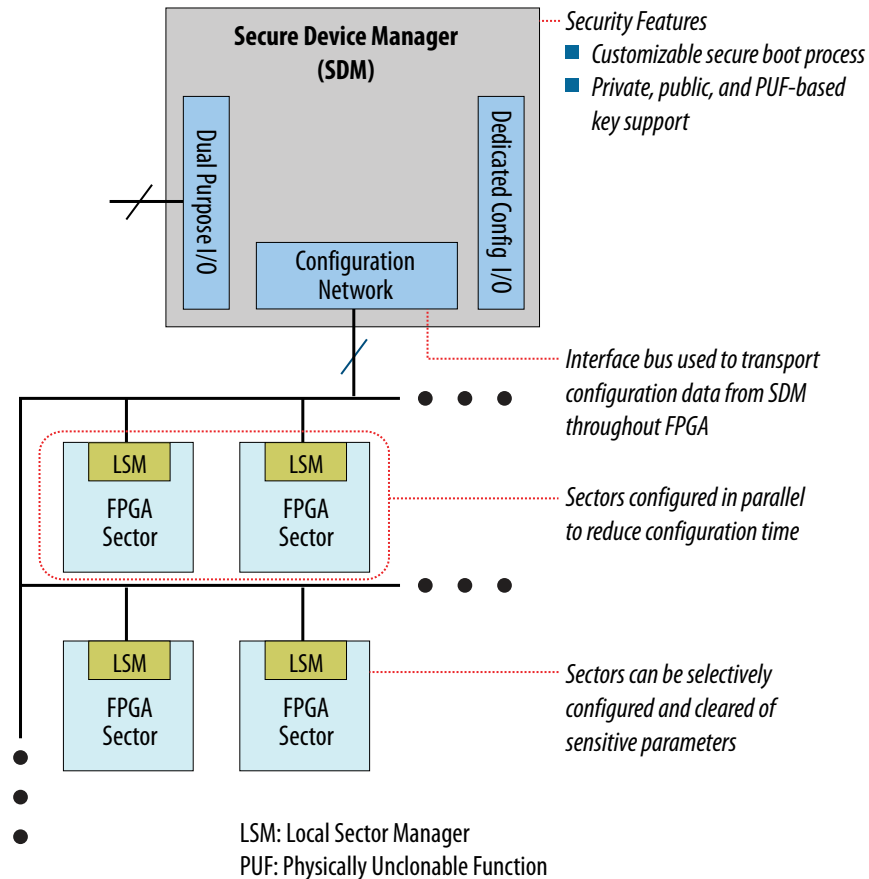 Secure Device Manager
(SDM)
Security Features
Customizable secure boot process
Private, public, and PUF-based
key support
Dual Purpose I/O
Dedicated Config I/O
Configuration
Network
Interface bus used to transport
configuration data from SDM
throughout FPGA
LSM
FPGA
Sector
LSM
FPGA
Sector
Sectors configured in parallel
to reduce configuration time
LSM
FPGA
Sector
LSM
FPGA
Sector
Sectors can be selectively
configured and cleared of
sensitive parameters
LSM: Local Sector Manager
PUF: Physically Unclonable Function